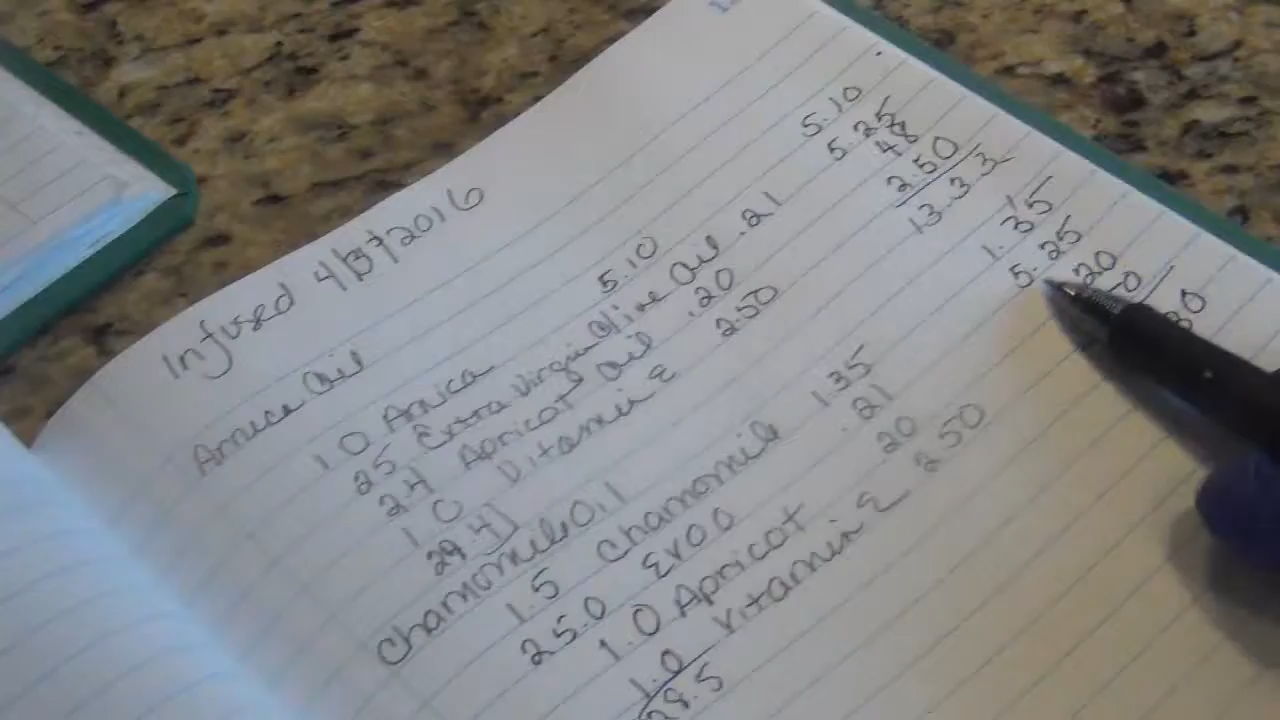 Infused 4/13/2016
Arnica Oil
1.0 Arnica 5.10
25 Extra Virgin Olive Oil .21
2.4 Apricot Oil .20
1.0 Vitamin E 2.50
29.4
Chamomile Oil
1.5 Chamomile 1.35
25.0 EVOO .21
1.0 Apricot .20
1.0 Vitamin E 2.50
28.5
5.10
5.25
48
2.50
13.33
1.35
5.25
20